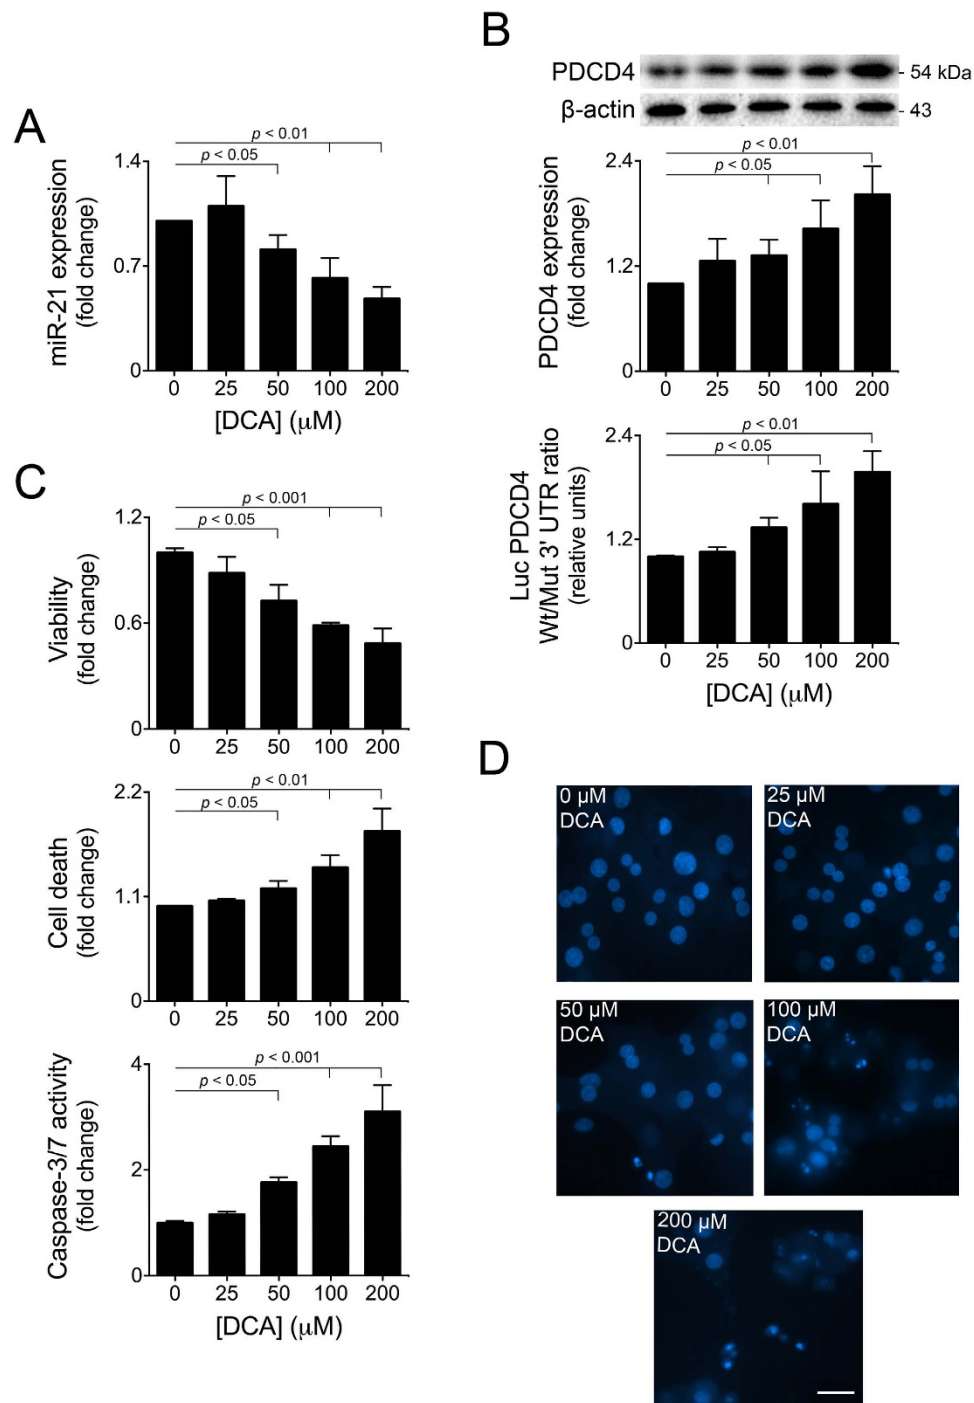 A
p < 0.01
p < 0.05
miR-21 expression
(fold change)
1.4
0.7
0
0 25 50 100 200
[DCA] (μM)
B
PDCD4
- 54 kDa
β-actin
- 43
p < 0.01
p < 0.05
PDCD4 expression
(fold change)
2.4
1.2
0
0 25 50 100 200
p < 0.01
p < 0.05
Luc PDCD4
Wt/Mut 3' UTR ratio
(relative units)
2.4
1.2
0
0 25 50 100 200
[DCA] (μM)
C
p < 0.001
p < 0.05
Viability
(fold change)
1.2
0.6
0
0 25 50 100 200
p < 0.01
p < 0.05
Cell death
(fold change)
2.2
1.1
0
0 25 50 100 200
p < 0.001
p < 0.05
Caspase-3/7 activity
(fold change)
4
2
0
0 25 50 100 200
[DCA] (μM)
D
0 μM
DCA
25 μM
DCA
50 μM
DCA
100 μM
DCA
200 μM
DCA